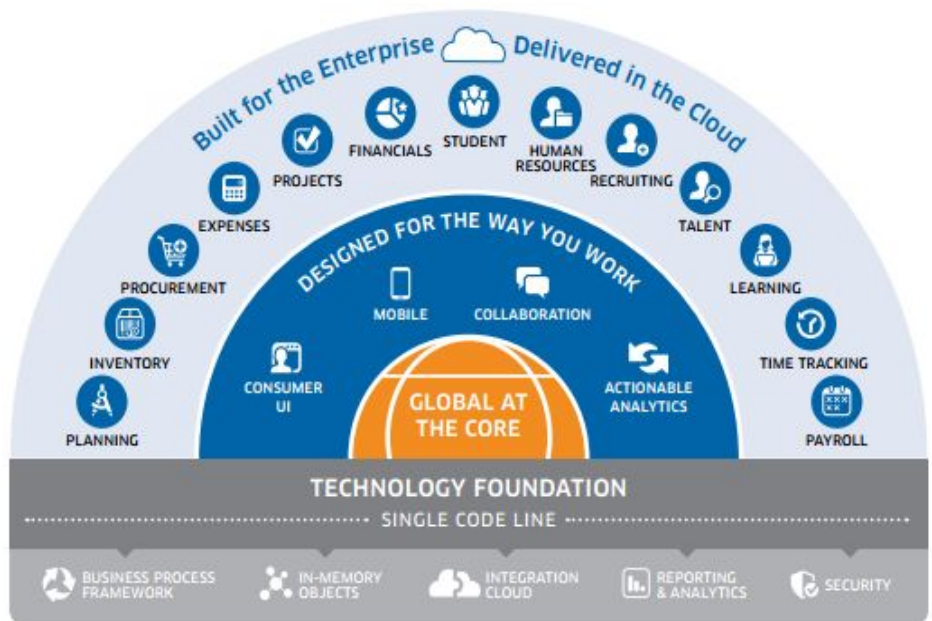 Built for the Enterprise
Delivered in the Cloud
PLANNING
INVENTORY
PROCUREMENT
EXPENSES
PROJECTS
FINANCIALS
STUDENT
HUMAN
RESOURCES
RECRUITING
TALENT
LEARNING
TIME TRACKING
PAYROLL
DESIGNED FOR THE WAY YOU WORK
CONSUMER
UI
MOBILE
COLLABORATION
ACTIONABLE
ANALYTICS
GLOBAL AT
THE CORE
TECHNOLOGY FOUNDATION
SINGLE CODE LINE
BUSINESS PROCESS
FRAMEWORK
IN-MEMORY
OBJECTS
INTEGRATION
CLOUD
REPORTING
& ANALYTICS
SECURITY